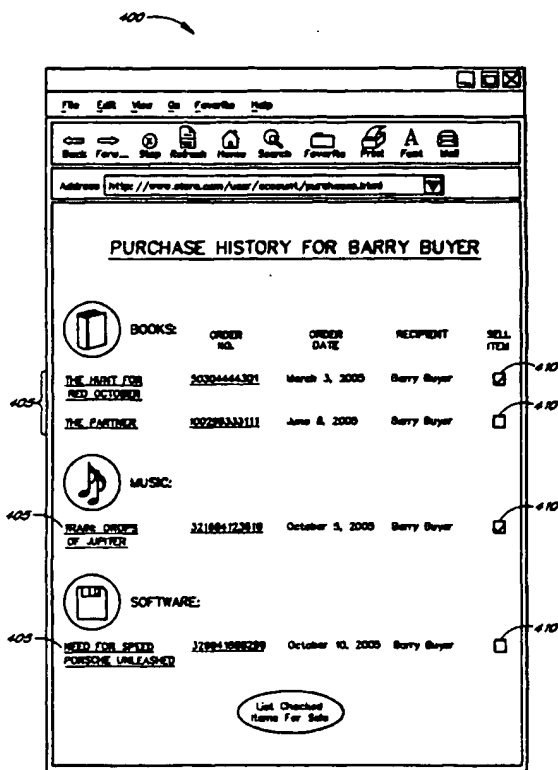 400
File Edit View Go Favorite Help
Back Forw... Stop Refresh Home Search Favorite Print Font Mail
Address http://www.store.com/user/account/purchases.html
PURCHASE HISTORY FOR BARRY BUYER
BOOKS: ORDER NO. ORDER DATE RECIPIENT SELL ITEM
THE HUNT FOR RED OCTOBER March 3, 2005 Barry Buyer 410
405
THE PARTNER June 8, 2005 Barry Buyer 410
MUSIC:
405 TRAIN: DROPS OF JUPITER October 5, 2005 Barry Buyer 410
SOFTWARE:
405 NEED FOR SPEED PORSCHE UNLEASHED October 10, 2005 Barry Buyer 410
List Checked
Items For Sale